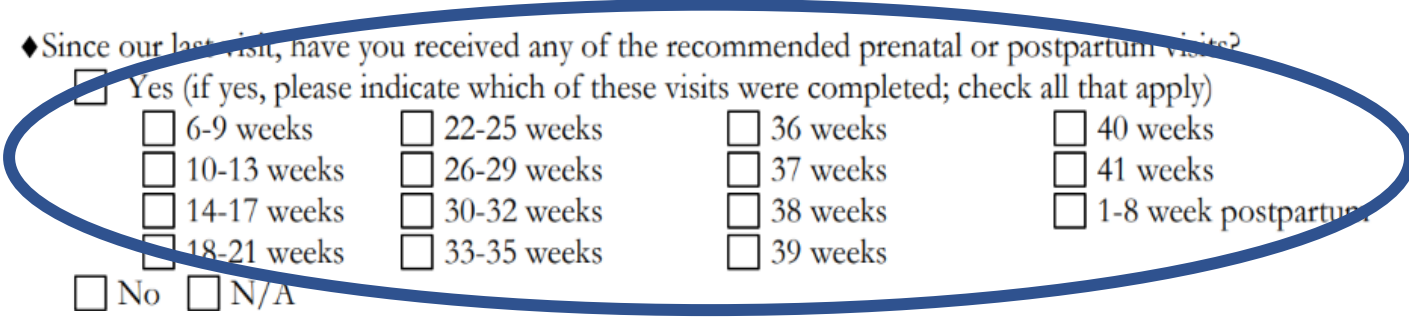 ♦Since our last visit, have you received any of the recommended prenatal or postpartum visits?
Yes (if yes, please indicate which of these visits were completed; check all that apply)
6-9 weeks 22-25 weeks 36 weeks 40 weeks
10-13 weeks 26-29 weeks 37 weeks 41 weeks
14-17 weeks 30-32 weeks 38 weeks 1-8 week postpartum
18-21 weeks 33-35 weeks 39 weeks
No N/A